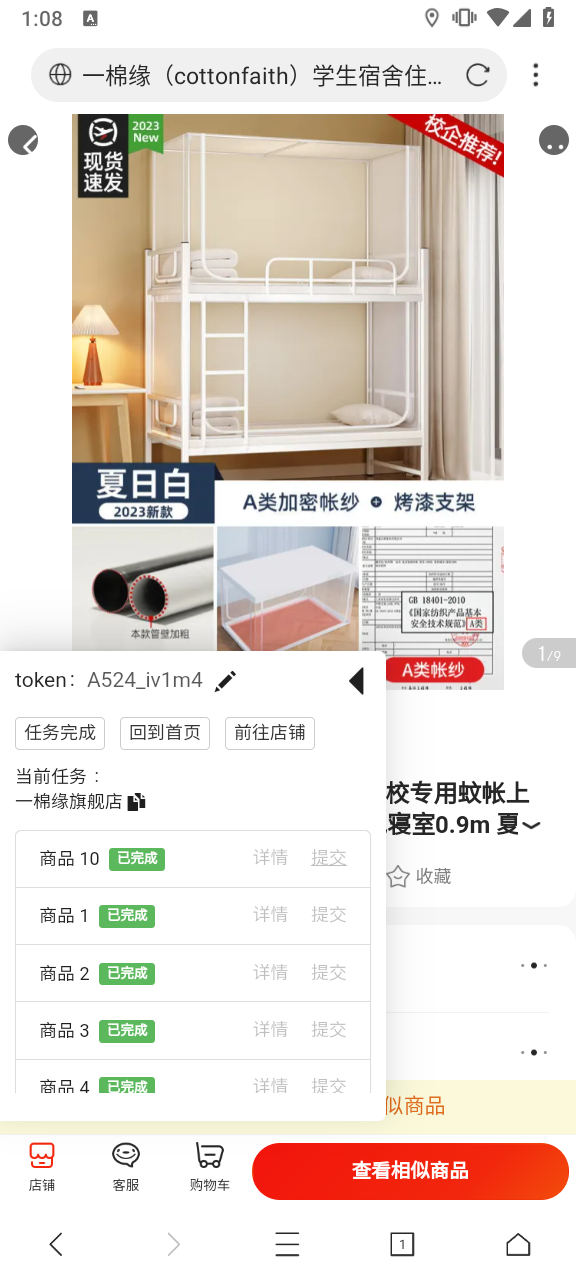 1:08
A
一棉缘（cottonfaith）学生宿舍住...
现货
速发
2023
New
校企推荐!
夏日白
2023新款
A类加密帐纱
烤漆支架
本款管壁加粗
GB 18401-2010
《国家纺织产品基本
安全技术规范》A类
A类帐纱
1/9
token: A524_iv1m4
任务完成
回到首页
前往店铺
当前任务：
一棉缘旗舰店
校专用蚊帐上
寝室0.9m 夏
收藏
商品 10 已完成 详情 提交
商品 1 已完成 详情 提交
商品 2 已完成 详情 提交
商品 3 已完成 详情 提交
商品 4 已完成 详情 提交
似商品
店铺
客服
购物车
查看相似商品
1